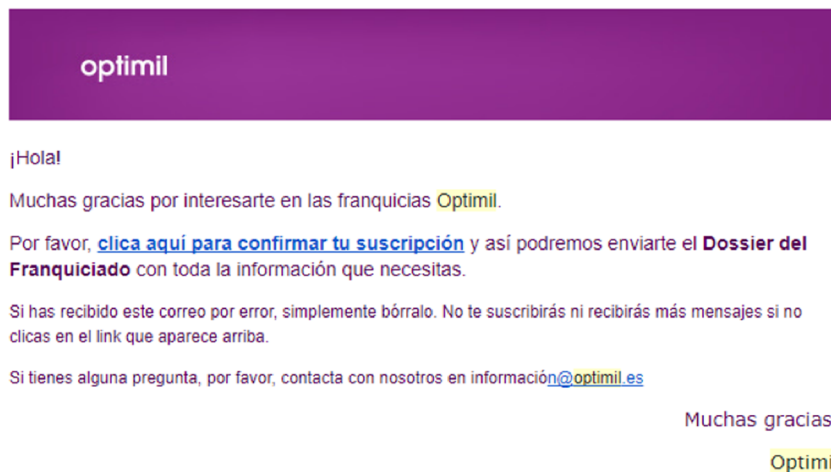 optimil
¡Hola!
Muchas gracias por interesarte en las franquicias Optimil.
Por favor, clica aquí para confirmar tu suscripción y así podremos enviarte el Dossier del
Franquiciado con toda la información que necesitas.
Si has recibido este correo por error, simplemente bórralo. No te suscribirás ni recibirás más mensajes si no
clicas en el link que aparece arriba.
Si tienes alguna pregunta, por favor, contacta con nosotros en información@optimil.es
Muchas gracias
Optimi